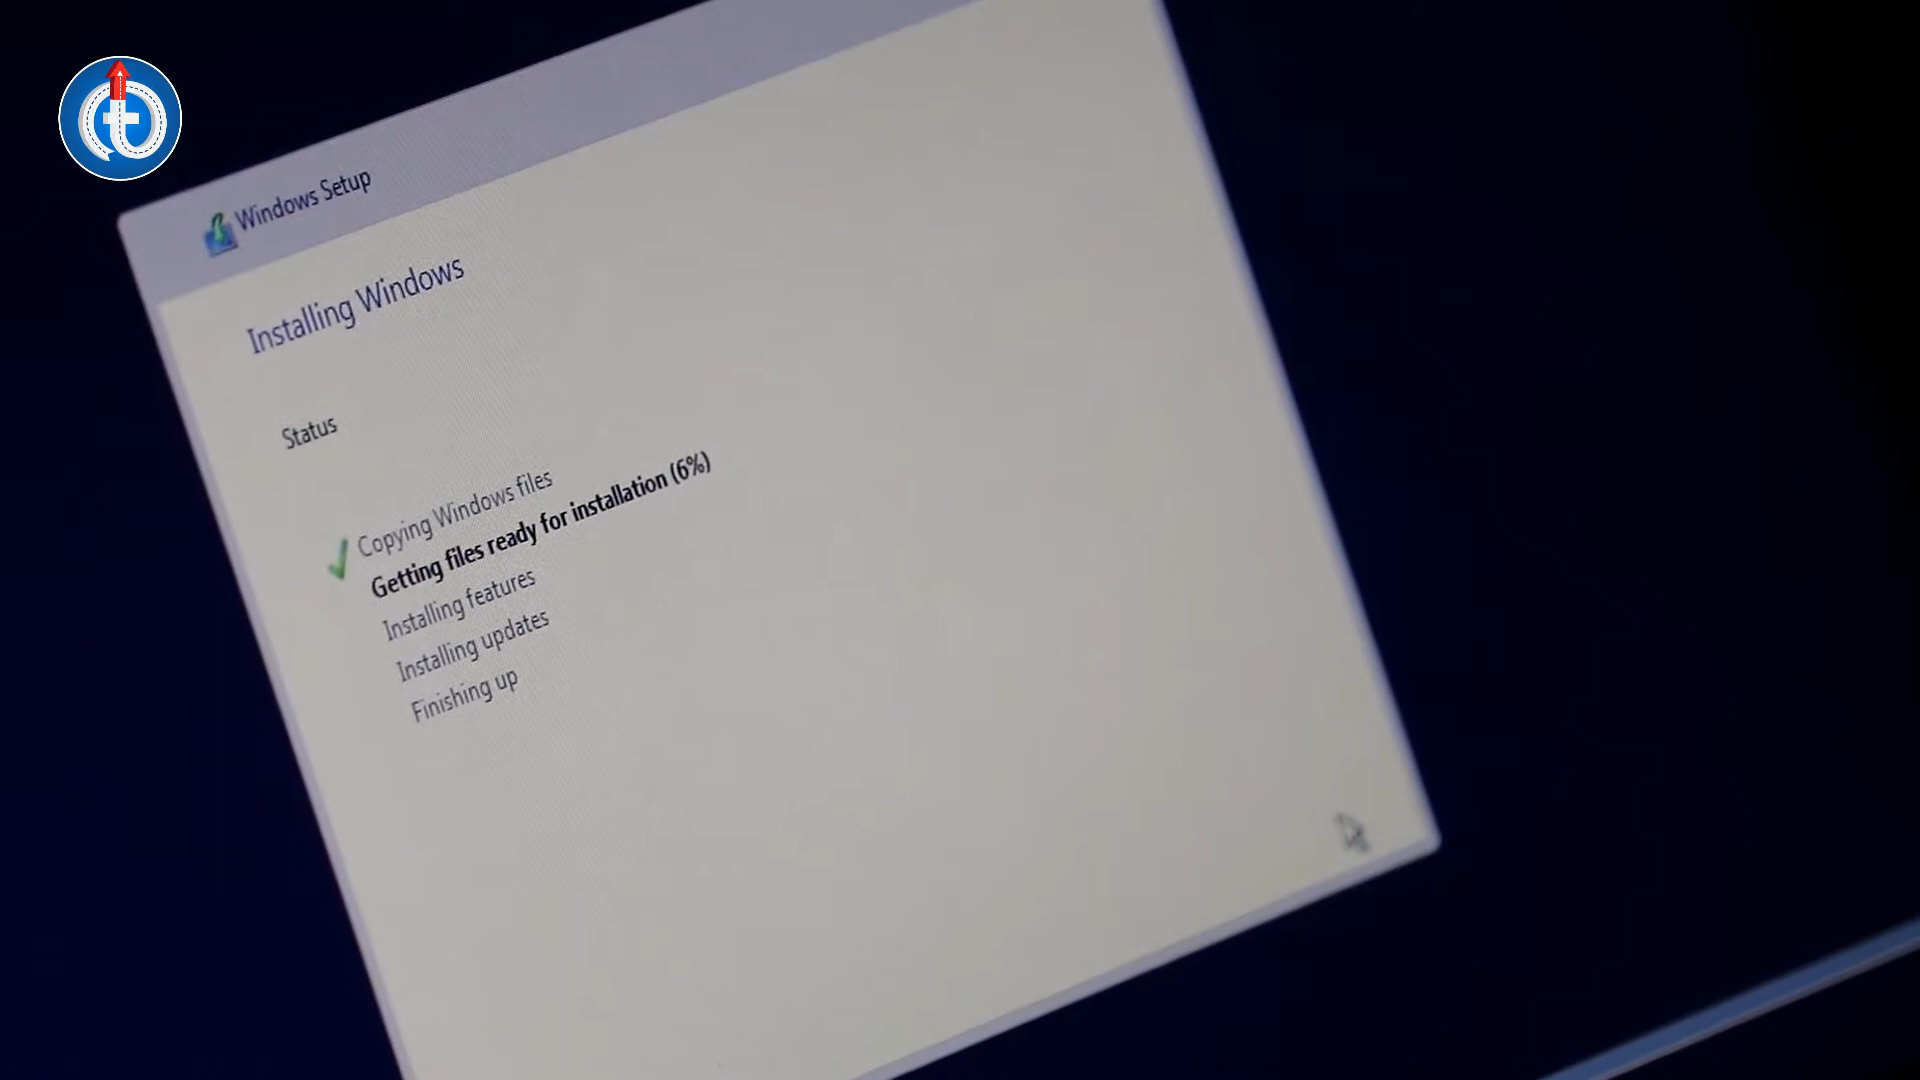 Windows Setup
Installing Windows
Status
Copying Windows files
Getting files ready for installation (6%)
Installing features
Installing updates
Finishing up